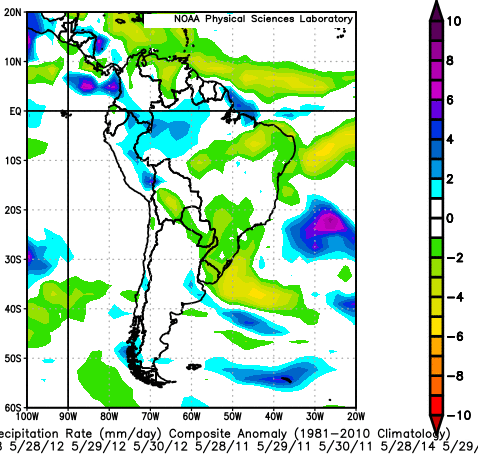 NOAA Physical Sciences Laboratory
20N
10N
EQ
10S
20S
30S
40S
50S
60S
100W 90W 80W 70W 60W 50W 40W 30W 20W
10
8
6
4
2
0
−2
−4
−6
−8
−10
ecipitation Rate (mm/day) Composite Anomaly (1981−2010 Climatology)
5/28/12 5/29/12 5/30/12 5/28/11 5/29/11 5/30/11 5/28/14 5/29/